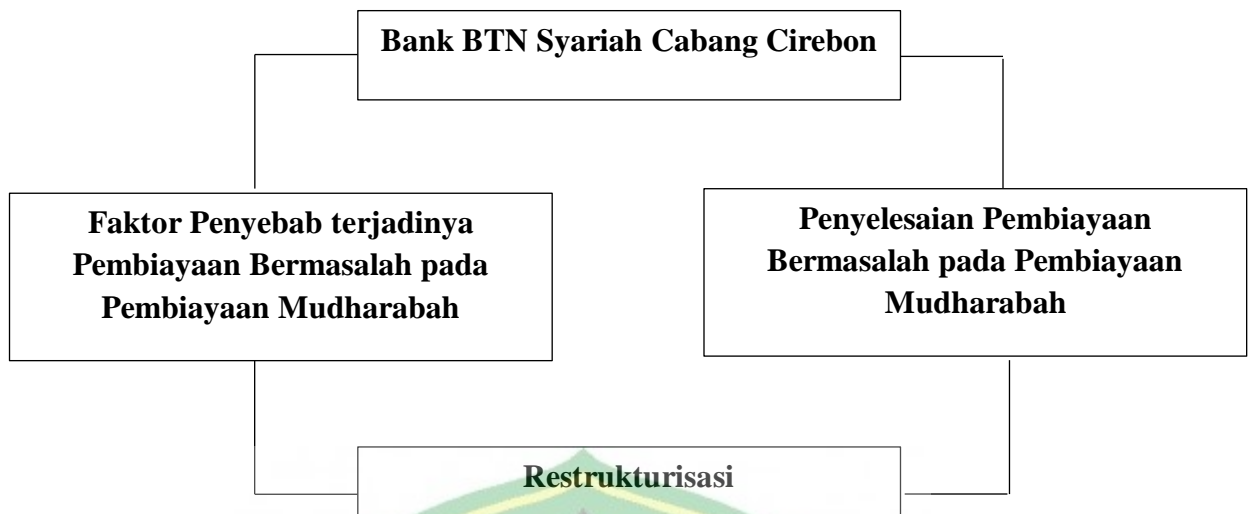 Bank BTN Syariah Cabang Cirebon
Faktor Penyebab terjadinya
Pembiayaan Bermasalah pada
Pembiayaan Mudharabah
Penyelesaian Pembiayaan
Bermasalah pada Pembiayaan
Mudharabah
Restrukturisasi